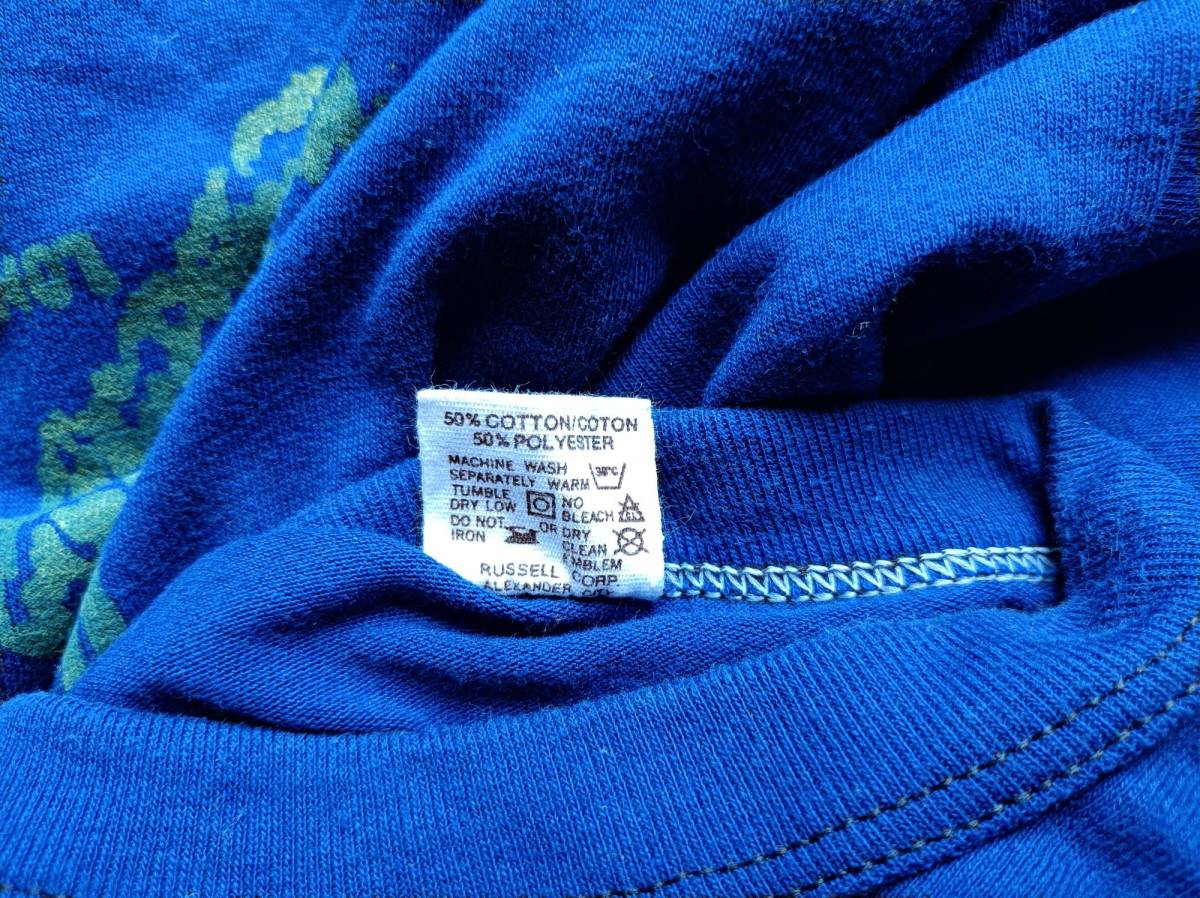 50% COTTON/COTON
50% POLYESTER
MACHINE WASH
SEPARATELY WARM
38°C
TUMBLE
DRY LOW
NO
BLEACH
DO NOT
IRON
OR DRY
CLEAN
EMBLEM
RUSSELL CORP.
ALEXANDER CITY